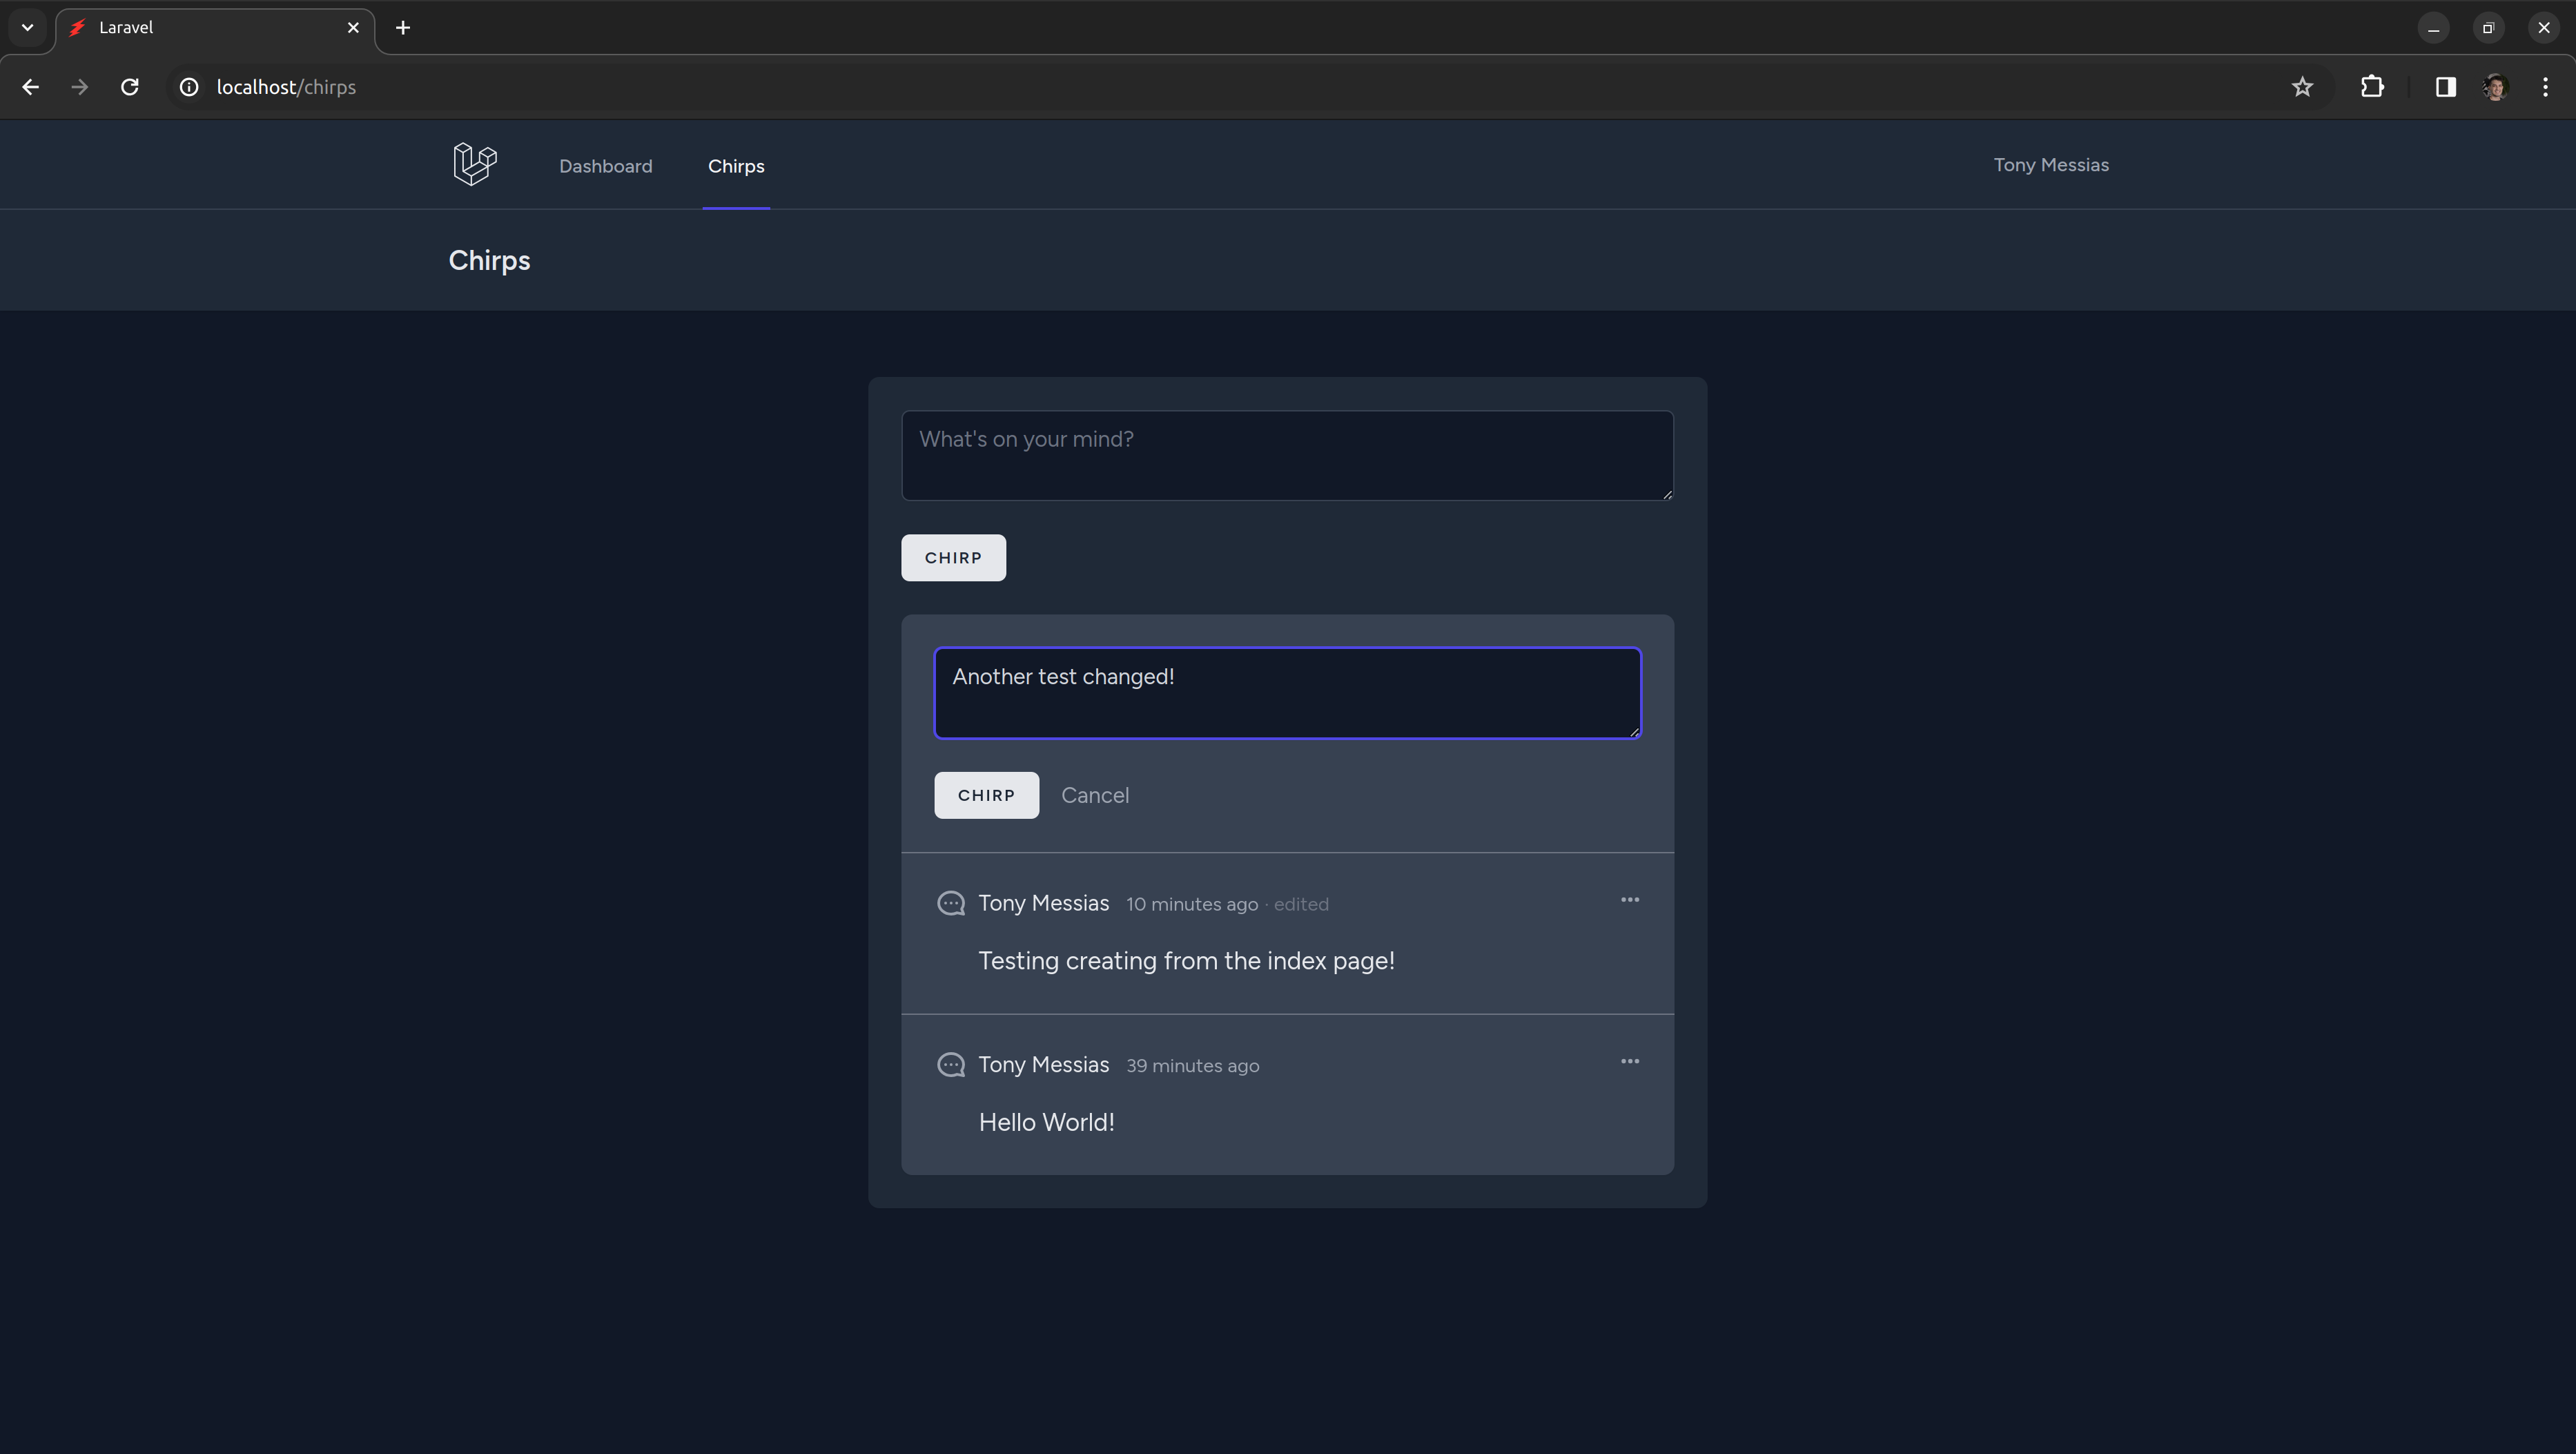 Laravel
localhost/chirps
Dashboard
Chirps
Tony Messias
Chirps
What's on your mind?
CHIRP
Another test changed!
CHIRP
Cancel
Tony Messias 10 minutes ago · edited
Testing creating from the index page!
Tony Messias 39 minutes ago
Hello World!